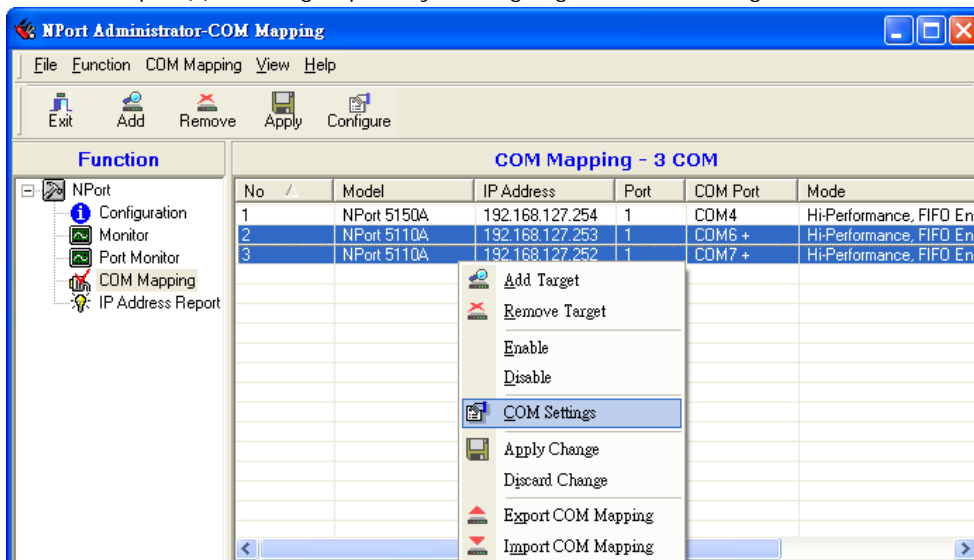 NPort Administrator-COM Mapping
File Function COM Mapping View Help
Exit Add Remove Apply Configure
Function
COM Mapping - 3 COM
NPort
Configuration
Monitor
Port Monitor
COM Mapping
IP Address Report
No Model IP Address Port COM Port Mode
1 NPort 5150A 192.168.127.254 1 COM4 Hi-Performance, FIFO En
2 NPort 5110A 192.168.127.253 1 COM6 + Hi-Performance, FIFO En
3 NPort 5110A 192.168.127.252 1 COM7 + Hi-Performance, FIFO En
Add Target
Remove Target
Enable
Disable
COM Settings
Apply Change
Discard Change
Export COM Mapping
Import COM Mapping